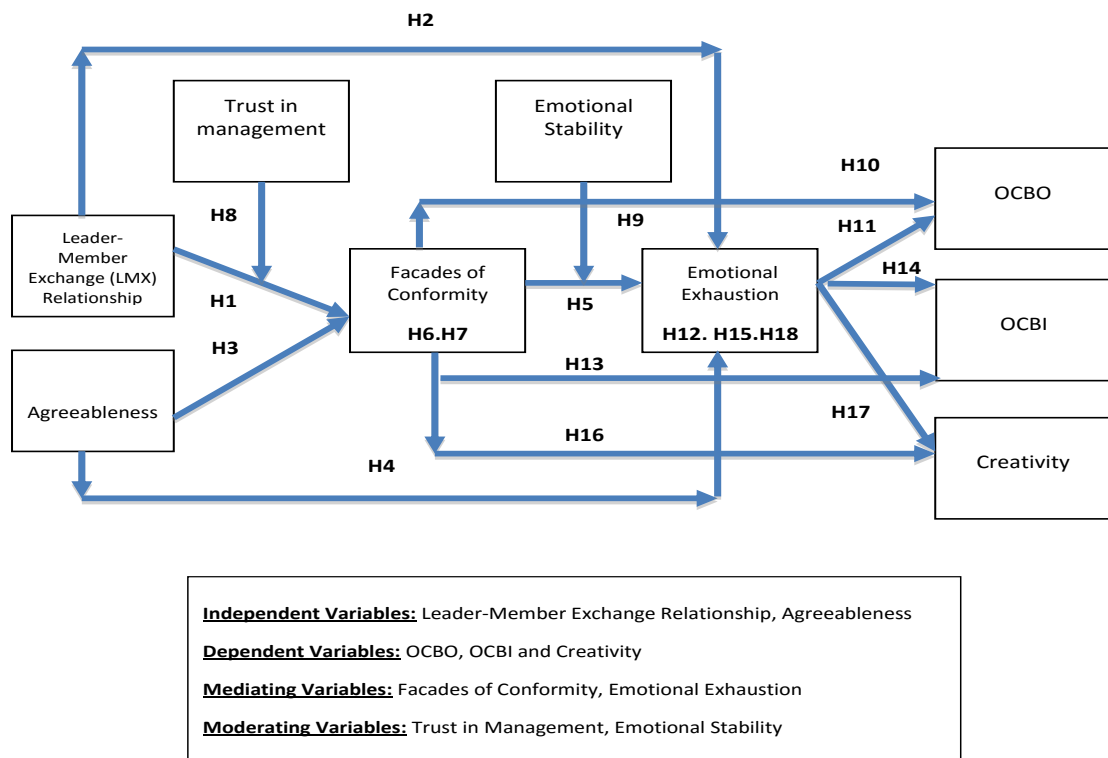 H2
Trust in
management
Emotional
Stability
H10
OCBO
H8
H9
H11
Leader-
Member
Exchange (LMX)
Relationship
Facades of
Conformity
H6.H7
H5
Emotional
Exhaustion
H12. H15.H18
H14
OCBI
H1
H3
H13
Agreeableness
H17
H16
Creativity
H4
Independent Variables: Leader-Member Exchange Relationship, Agreeableness
Dependent Variables: OCBO, OCBI and Creativity
Mediating Variables: Facades of Conformity, Emotional Exhaustion
Moderating Variables: Trust in Management, Emotional Stability